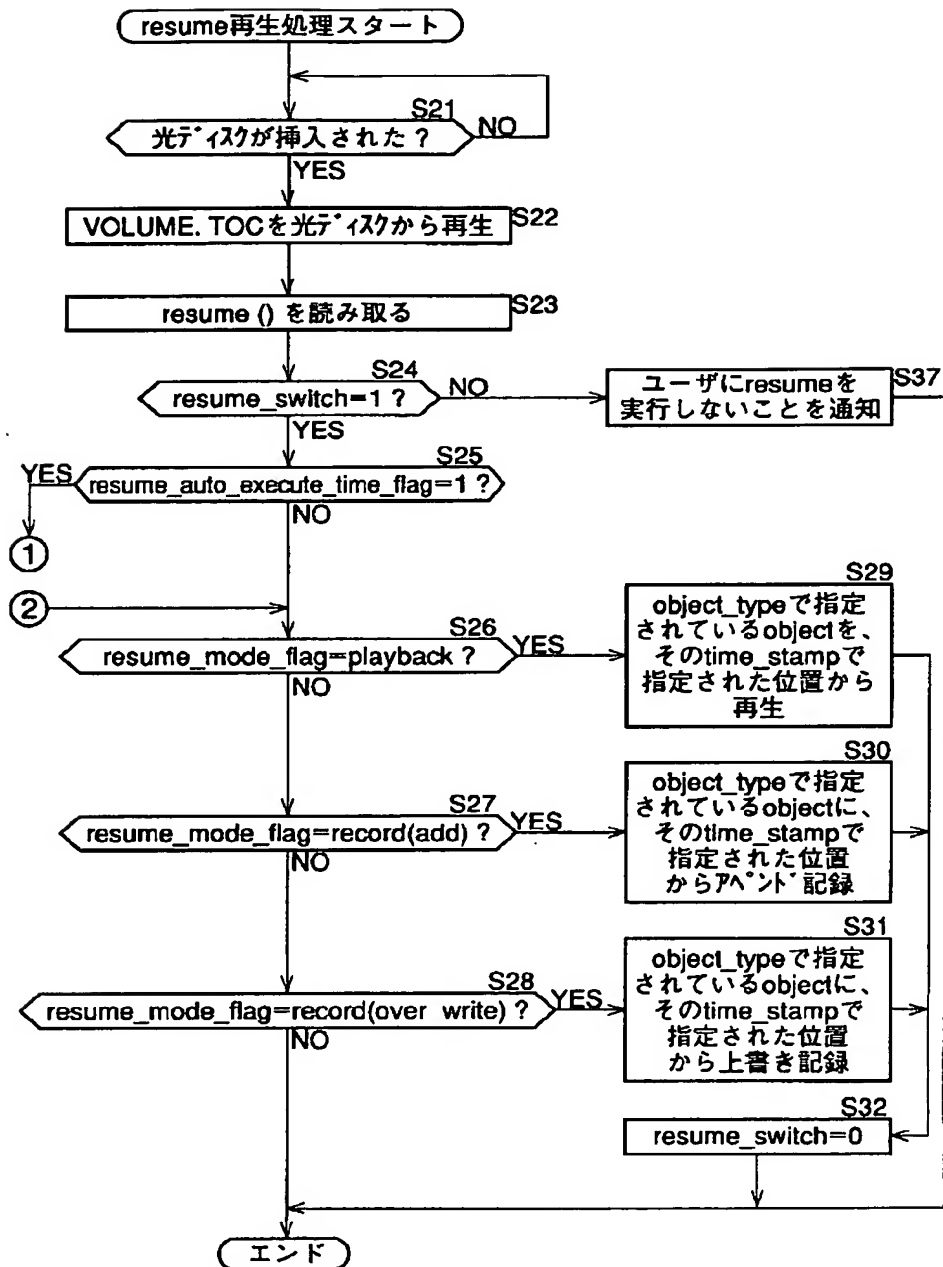 resume再生処理スタート
S21
光ディスクが挿入された？
NO
YES
VOLUME. TOCを光ディスクから再生
S22
resume () を読み取る
S23
S24
resume_switch=1 ?
NO
YES
ユーザにresumeを
実行しないことを通知
S37
S25
YES
resume_auto_execute_time_flag=1 ?
NO
①
②
S26
resume_mode_flag=playback ?
YES
NO
S29
object_typeで指定
されているobjectを、
そのtime_stampで
指定された位置から
再生
S27
resume_mode_flag=record(add) ?
YES
NO
S30
object_typeで指定
されているobjectに、
そのtime_stampで
指定された位置
からアペンド記録
S28
resume_mode_flag=record(over write) ?
YES
NO
S31
object_typeで指定
されているobjectに、
そのtime_stampで
指定された位置
から上書き記録
S32
resume_switch=0
エンド